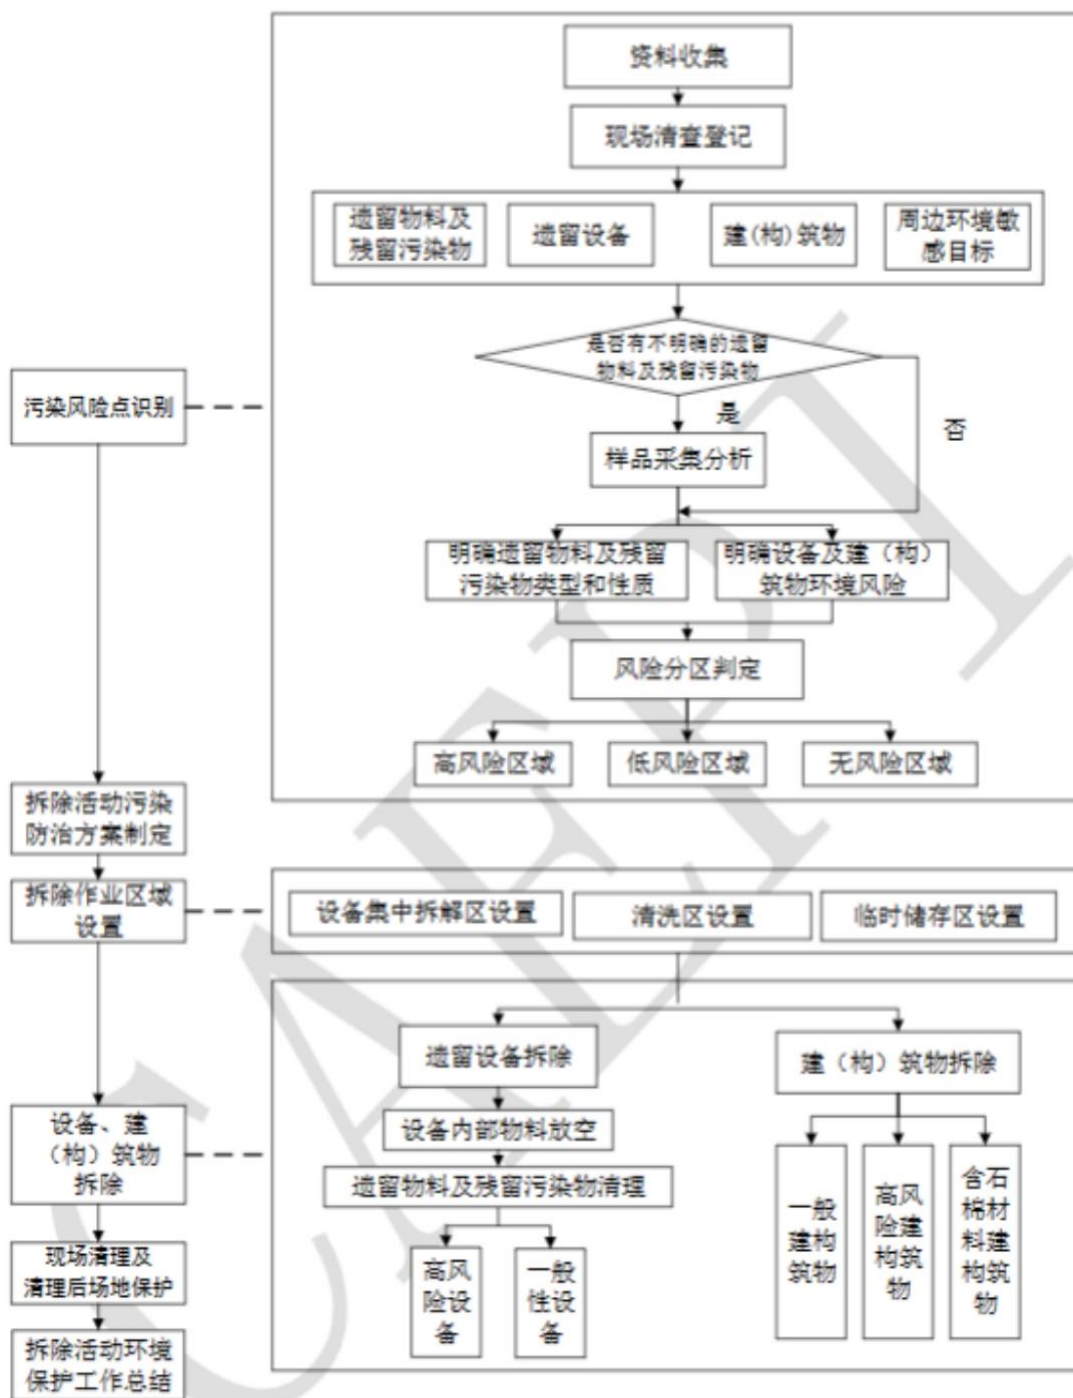 资料收集
现场清查登记
遗留物料及
残留污染物
遗留设备
建(构)筑物
周边环境敏
感目标
是否有不明确的遗留
物料及残留污染物
污染风险点识别
是
否
样品采集分析
明确遗留物料及残留
污染物类型和性质
明确设备及建（构）
筑物环境风险
风险分区判定
高风险区域
低风险区域
无风险区域
拆除活动污染
防治方案制定
拆除作业区域
设置
设备集中拆解区设置
清洗区设置
临时储存区设置
遗留设备拆除
建（构）筑物拆除
设备内部物料放空
遗留物料及残留污染物清理
设备、建
（构）筑物
拆除
一般
建构
筑物
高风
险建
构筑
物
含石
棉材
料建
构筑
物
高风
险设
备
一般
性设
备
现场清理及
清理后场地保护
拆除活动环境
保护工作总结
CAEPI